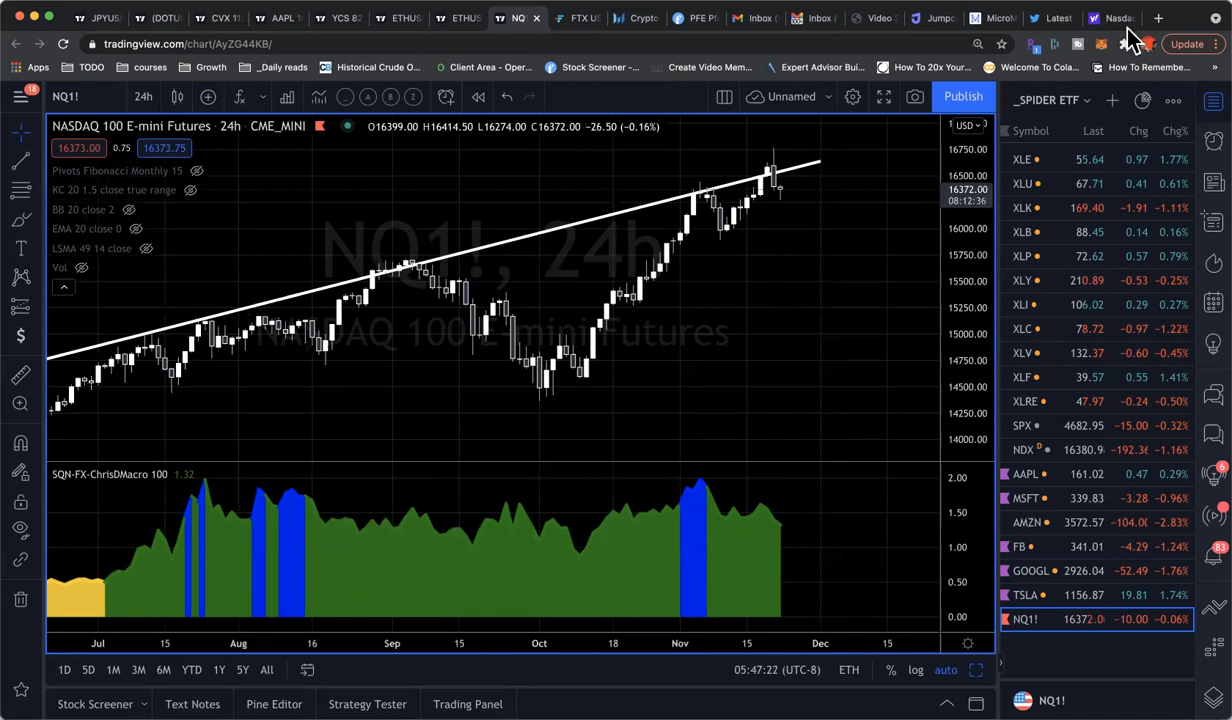 JPYUS
(DOTU
CVX 11
AAPL 1
YCS 82
ETHUS
ETHUS
NQ1
FTX US
Crypto
PFE Pf
Inbox (
Inbox (
Video
Jumpc
MicroM
Latest
Nasda
tradingview.com/chart/AyZG44KB/
Update
Apps
TODO
courses
Growth
_Daily reads
Historical Crude O...
Client Area - Oper...
Stock Screener -...
Create Video Mem...
Expert Advisor Bui...
How To 20x Your...
Welcome To Cola...
How To Remembe...
18
NQ1!
24h
Unnamed
Publish
_SPIDER ETF
NASDAQ 100 E-mini Futures · 24h · CME_MINI
O16399.00 H16414.50 L16274.00 C16372.00 -26.50 (-0.16%)
16373.00 0.75 16373.75
Pivots Fibonacci Monthly 15
KC 20 1.5 close true range
BB 20 close 2
EMA 20 close 0
LSMA 49 14 close
Vol
NQ1!, 24h
NASDAQ 100 E-mini Futures
USD
16750.00
16500.00
16372.00
08:12:36
16000.00
15750.00
15500.00
15250.00
15000.00
14750.00
14500.00
14250.00
14000.00
SQN-FX-ChrisDMacro 100 1.32
2.00
1.50
1.00
0.50
0.00
Jul 15 Aug 16 Sep 15 Oct 18 Nov 15 Dec 15
Symbol Last Chg Chg%
XLE 55.64 0.97 1.77%
XLU 67.71 0.41 0.61%
XLK 169.40 -1.91 -1.11%
XLB 88.45 0.14 0.16%
XLP 72.62 0.57 0.79%
XLY 210.89 -0.53 -0.25%
XLI 106.02 0.29 0.27%
XLC 78.72 -0.97 -1.22%
XLV 132.37 -0.60 -0.45%
XLF 39.57 0.55 1.41%
XLRE 47.97 -0.24 -0.50%
SPX 4682.95 -15.00 -0.32%
NDX D 16380.9 -192.36 -1.16%
AAPL 161.02 0.47 0.29%
MSFT 339.83 -3.28 -0.96%
AMZN 3572.57 -104.00 -2.83%
FB 341.01 -4.29 -1.24%
GOOGL 2926.04 -52.49 -1.76%
TSLA 1156.87 19.81 1.74%
NQ1! 16372.0 -10.00 -0.06%
6
83
1D 5D 1M 3M 6M YTD 1Y 5Y All
05:47:22 (UTC-8) ETH % log auto
Stock Screener
Text Notes
Pine Editor
Strategy Tester
Trading Panel
NQ1!